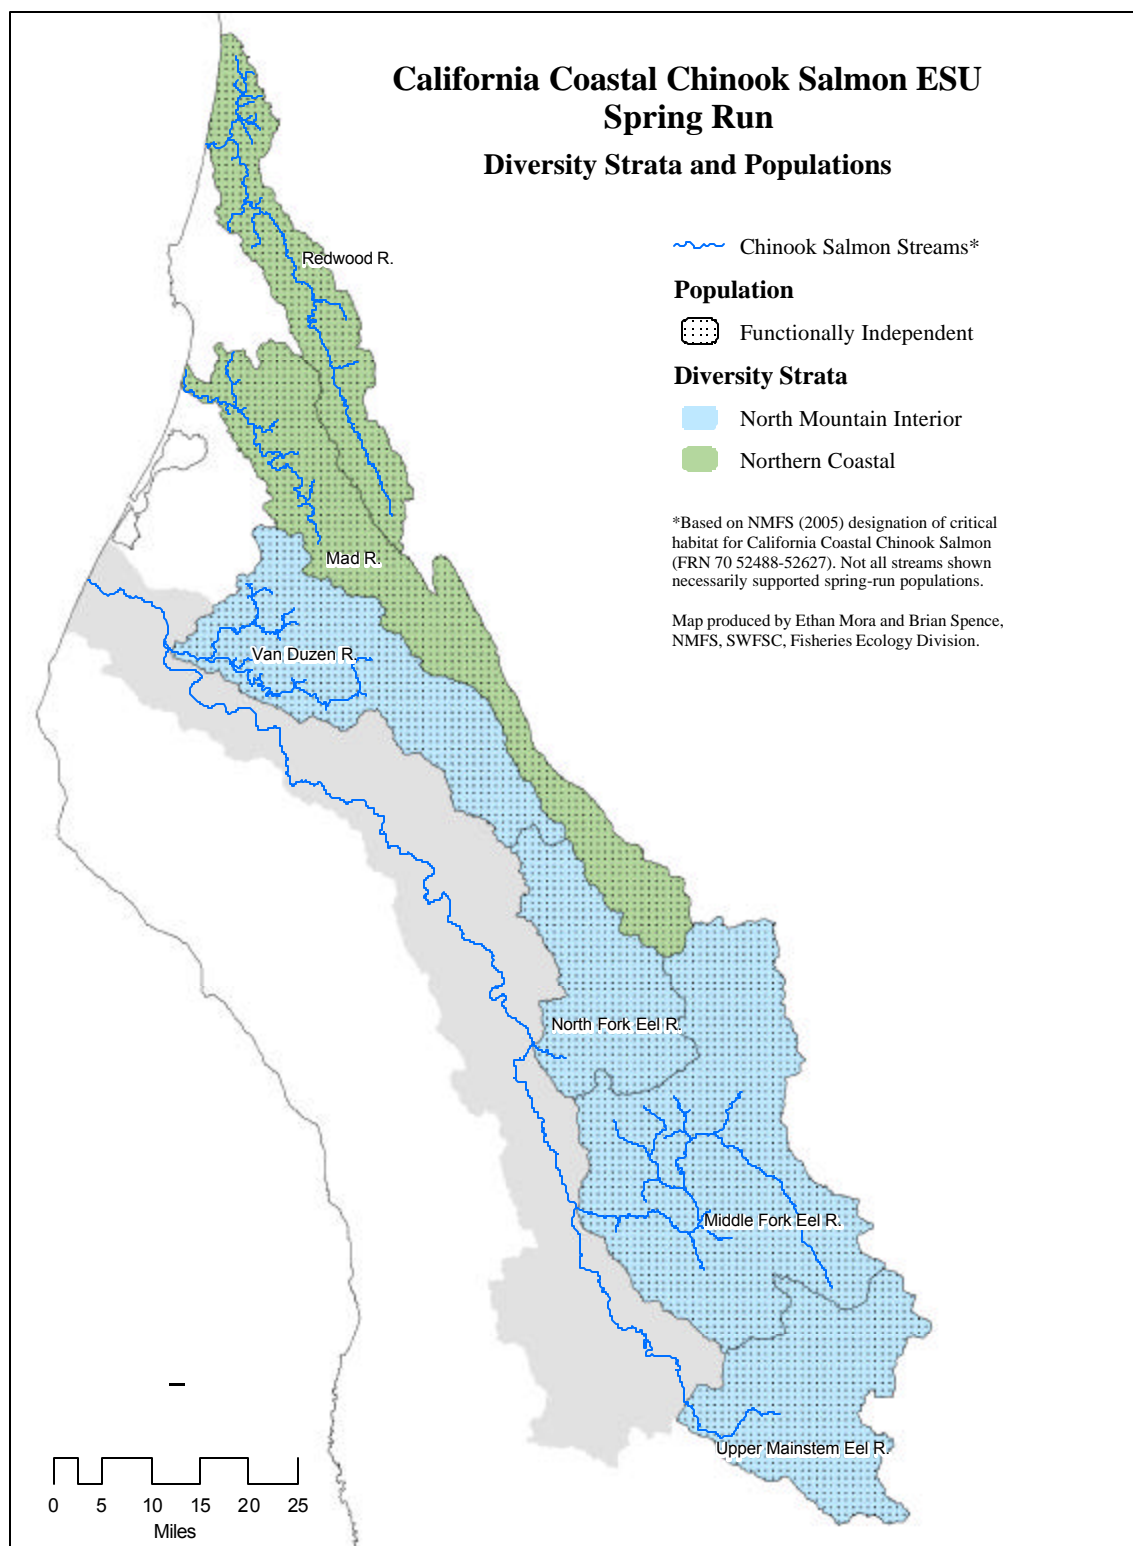 California Coastal Chinook Salmon ESU
Spring Run
Diversity Strata and Populations
Chinook Salmon Streams*
Population
Functionally Independent
Diversity Strata
North Mountain Interior
Northern Coastal
*Based on NMFS (2005) designation of critical
habitat for California Coastal Chinook Salmon
(FRN 70 52488-52627). Not all streams shown
necessarily supported spring-run populations.
Map produced by Ethan Mora and Brian Spence,
NMFS, SWFSC, Fisheries Ecology Division.
Redwood R.
Mad R.
Van Duzen R.
North Fork Eel R.
Middle Fork Eel R.
Upper Mainstem Eel R.
0 5 10 15 20 25
Miles